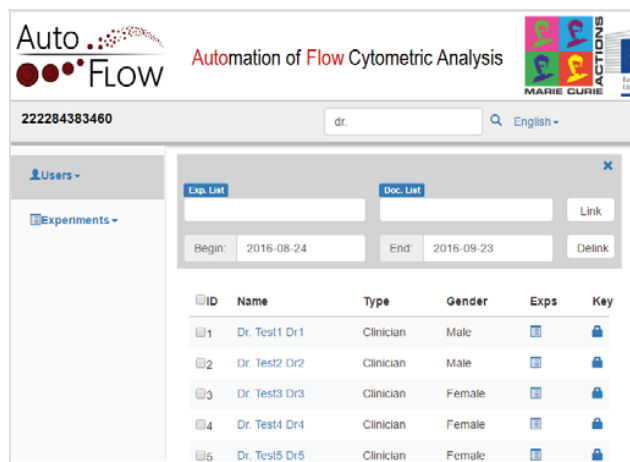 Auto FLOW
Automation of Flow Cytometric Analysis
MARIE CURIE ACTIONS
222284383460
dr.
English
Users
Experiments
Exp. List
Doc. List
Link
Begin: 2016-08-24
End: 2016-09-23
Delink
ID Name Type Gender Exps Key
1 Dr. Test1 Dr1 Clinician Male
2 Dr. Test2 Dr2 Clinician Male
3 Dr. Test3 Dr3 Clinician Female
4 Dr. Test4 Dr4 Clinician Female
5 Dr. Test5 Dr5 Clinician Female